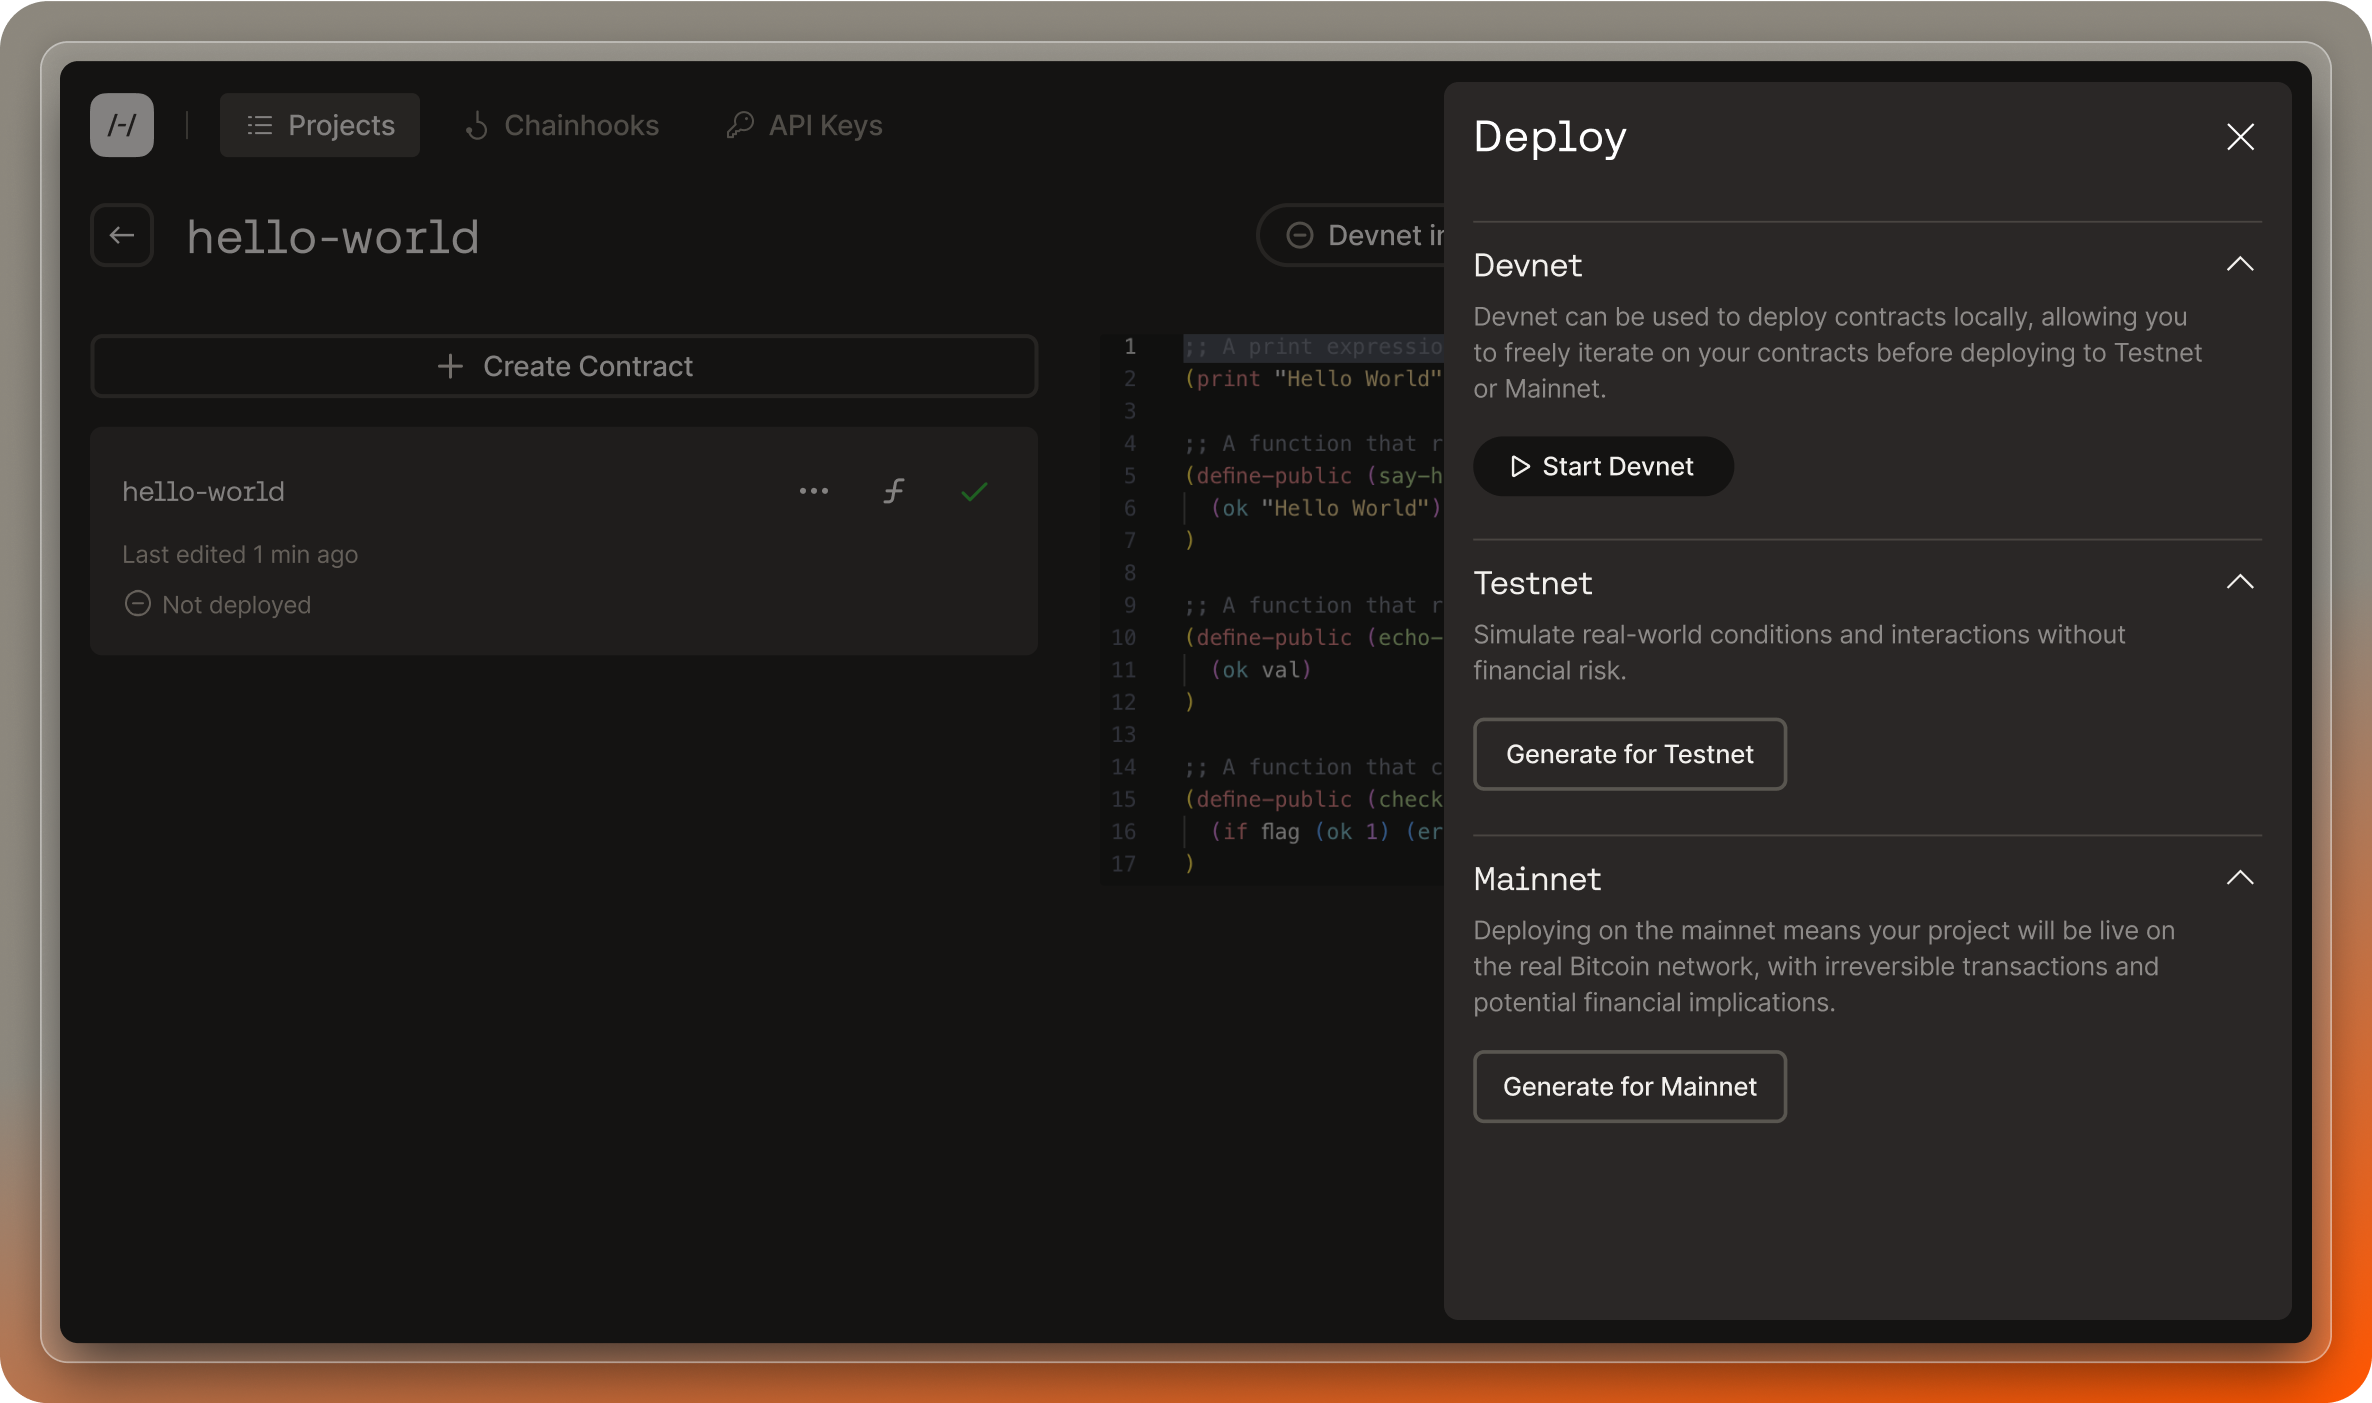 /-/
Projects
Chainhooks
API Keys
hello-world
Devnet
Create Contract
hello-world
Last edited 1 min ago
Not deployed
1 ;; A print
2 (print "Hello World"
3
4 ;; A function that
5 (define-public (
6 (ok "Hello World")
7 )
8
9 ;; A function that
10 (define-public (echo-
11 (ok val)
12 )
13
14 ;; A function that
15 (define-public (check
16 (if flag (ok 1) (
17 )
Deploy
Devnet
Devnet can be used to deploy contracts locally, allowing you
to freely iterate on your contracts before deploying to Testnet
or Mainnet.
Start Devnet
Testnet
Simulate real-world conditions and interactions without
financial risk.
Generate for Testnet
Mainnet
Deploying on the mainnet means your project will be live on
the real Bitcoin network, with irreversible transactions and
potential financial implications.
Generate for Mainnet